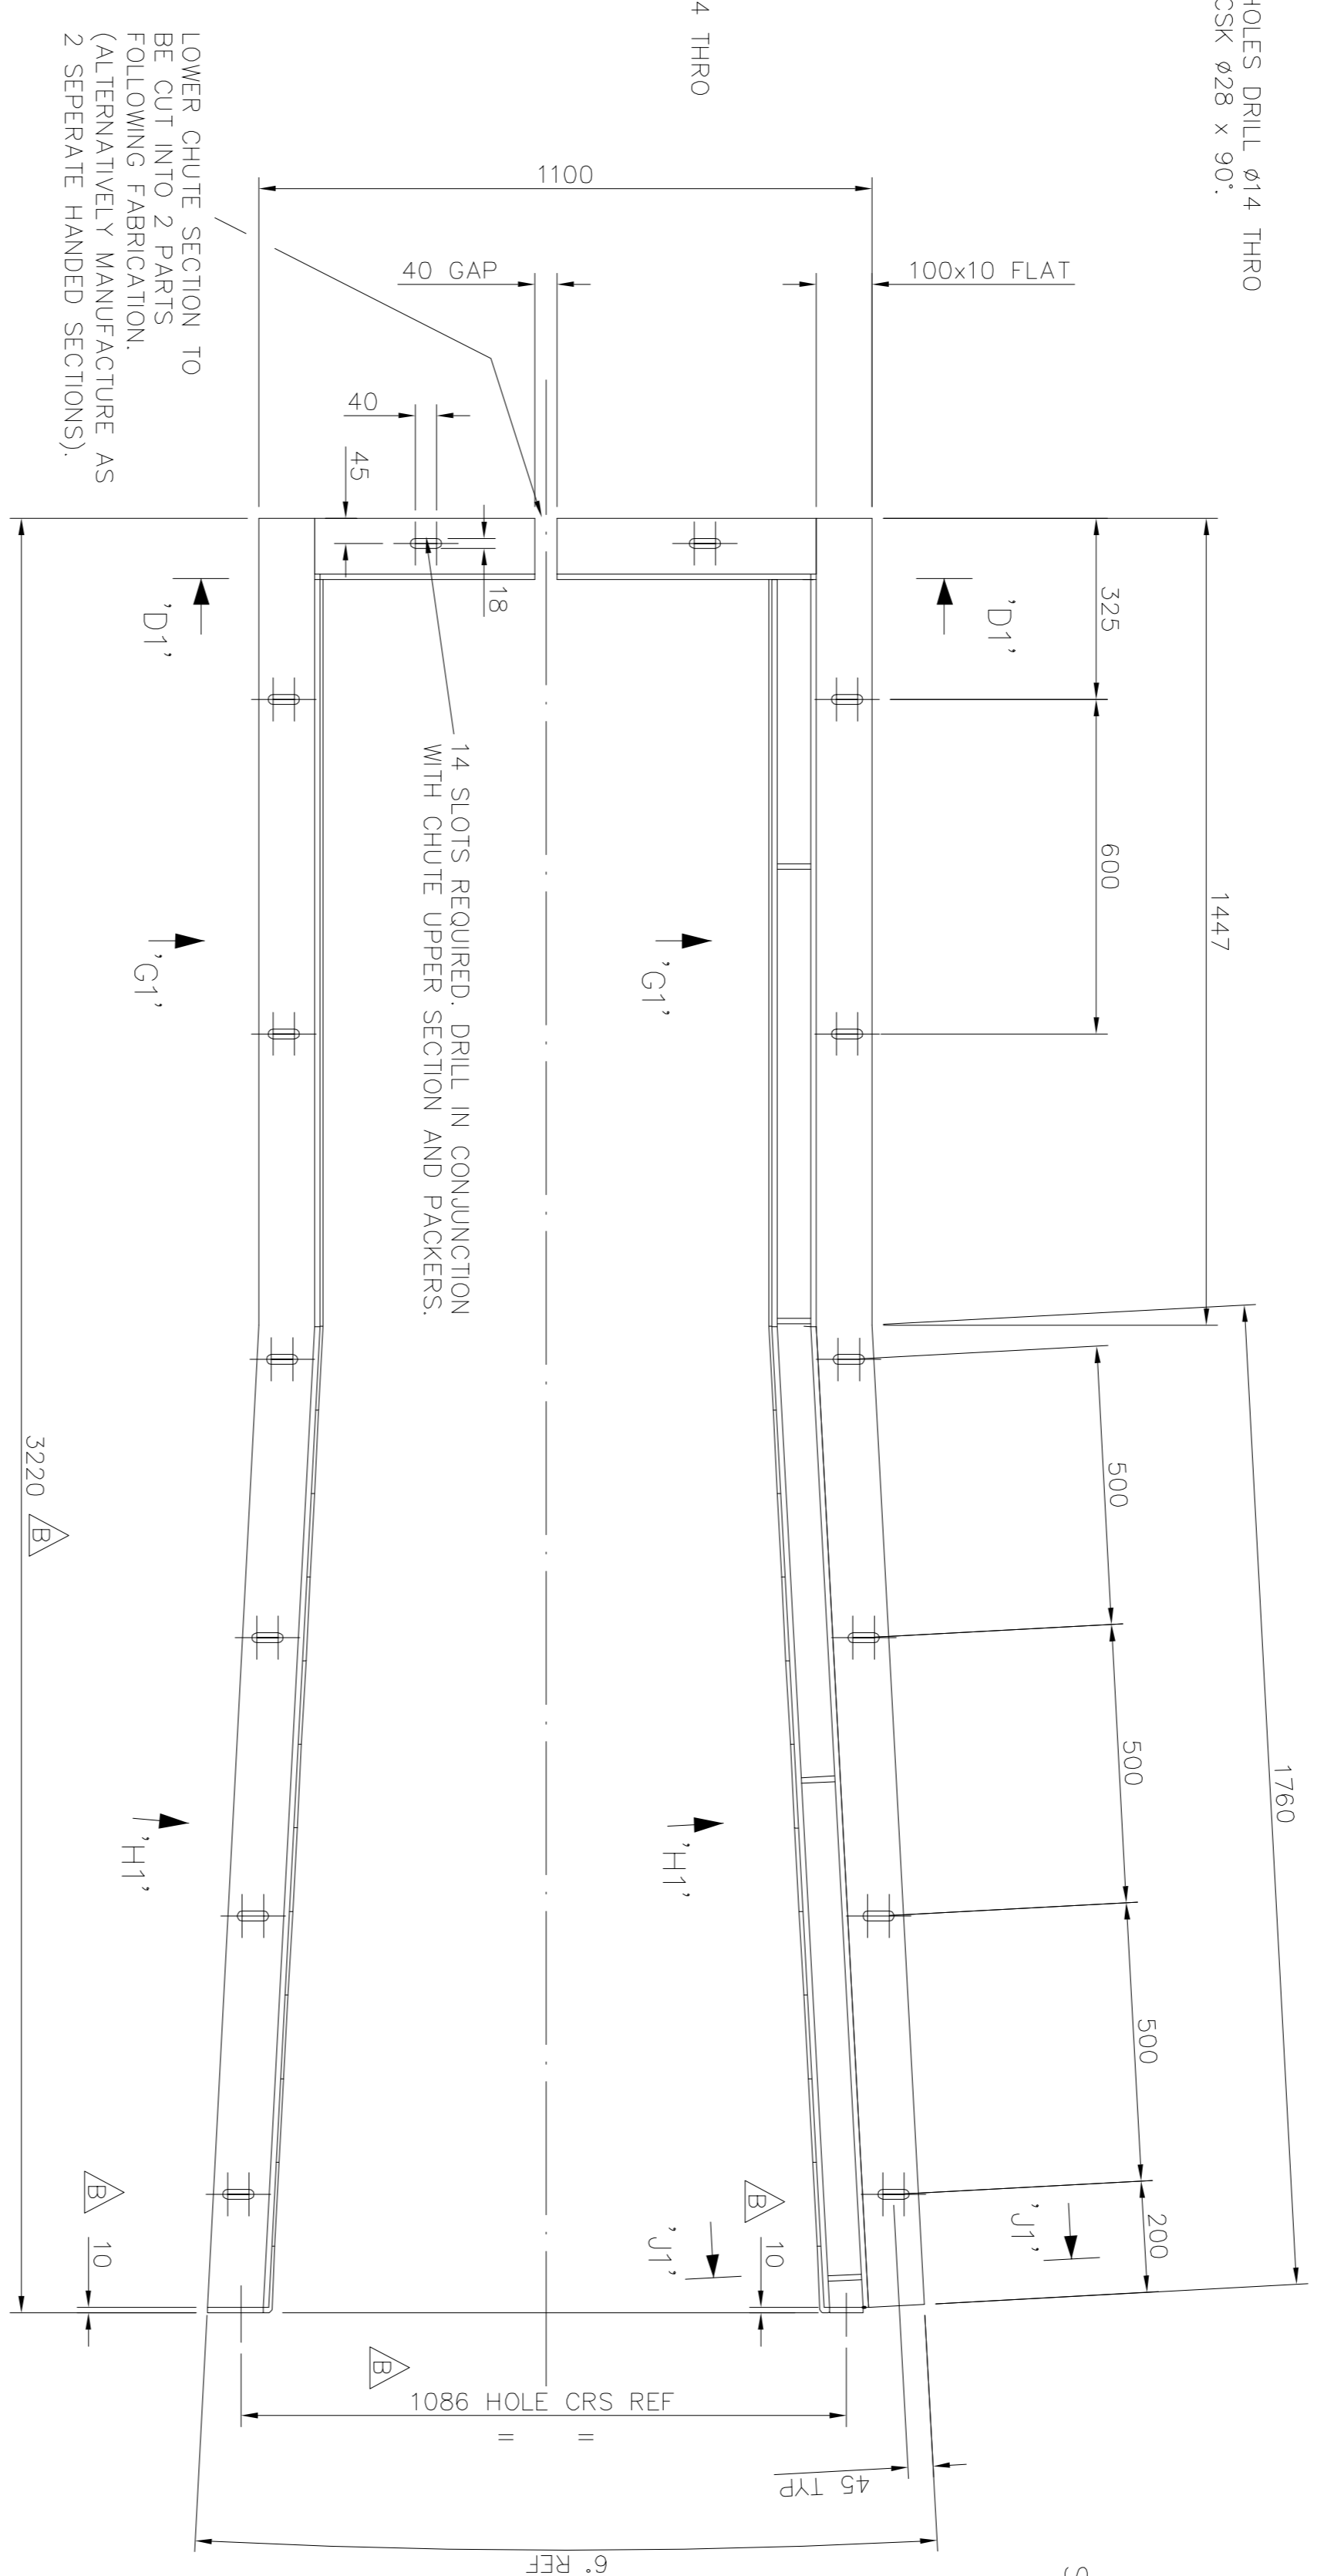 HOLES DRILL ø14 THRO
CSK ø28 x 90°.
4 THRO
LOWER CHUTE SECTION TO
BE CUT INTO 2 PARTS
FOLLOWING FABRICATION.
(ALTERNATIVELY MANUFACTURE AS
2 SEPERATE HANDED SECTIONS).
1100
40 GAP
100x10 FLAT
40
45
18
'D1'
'D1'
325
600
1447
14 SLOTS REQUIRED. DRILL IN CONJUNCTION
WITH CHUTE UPPER SECTION AND PACKERS.
'G1'
'G1'
500
500
500
200
1760
3220 B
'H1'
'H1'
'J1'
'J1'
B 10
B 10
B
1086 HOLE CRS REF
= =
45 TYP
6° REF